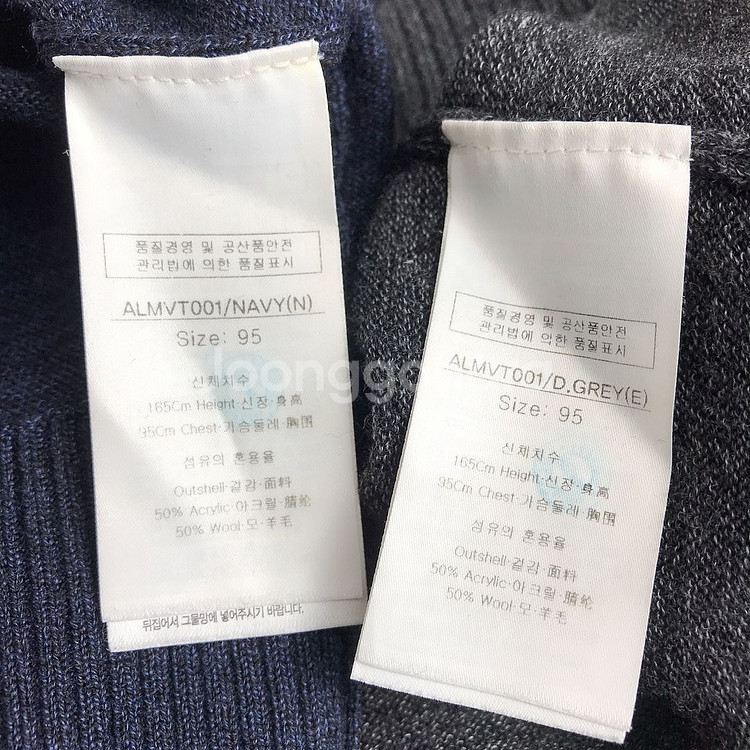 품질경영 및 공산품안전
관리법에 의한 품질표시
ALMVT001/NAVY(N)
Size: 95
신체치수
165Cm Height·신장·身高
95Cm Chest·가슴둘레·胸围
섬유의 혼용율
Outshell·겉감·面料
50% Acrylic·아크릴·腈纶
50% Wool·모·羊毛
뒤집어서 그물망에 넣어주시기 바랍니다.
품질경영 및 공산품안전
관리법에 의한 품질표시
ALMVT001/D.GREY(E)
Size: 95
신체치수
165Cm Height·신장·身高
95Cm Chest·가슴둘레·胸围
섬유의 혼용율
Outshell·겉감·面料
50% Acrylic·아크릴·腈纶
50% Wool·모·羊毛